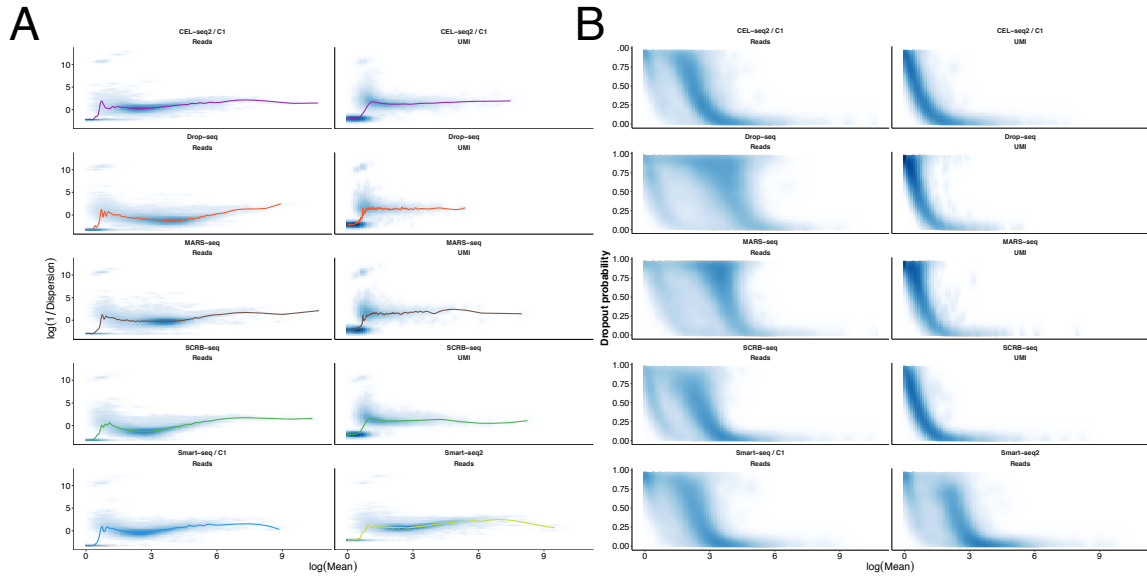 A
CEL-seq2 / C1
Reads
CEL-seq2 / C1
UMI
10
5
0
Drop-seq
Reads
Drop-seq
UMI
10
5
0
MARS-seq
Reads
MARS-seq
UMI
10
5
0
SCRB-seq
Reads
SCRB-seq
UMI
10
5
0
Smart-seq / C1
Reads
Smart-seq2
Reads
10
5
0
0 3 6 9
0 3 6 9
log(Mean)
log(1/Dispersion)
B
CEL-seq2 / C1
Reads
CEL-seq2 / C1
UMI
.00
0.75
0.50
0.25
0.00
Drop-seq
Reads
Drop-seq
UMI
1.00
0.75
0.50
0.25
0.00
MARS-seq
Reads
MARS-seq
UMI
1.00
0.75
0.50
0.25
0.00
SCRB-seq
Reads
SCRB-seq
UMI
1.00
0.75
0.50
0.25
0.00
Smart-seq / C1
Reads
Smart-seq2
Reads
1.00
0.75
0.50
0.25
0.00
0 3 6 9
0 3 6 9
log(Mean)
Dropout probability